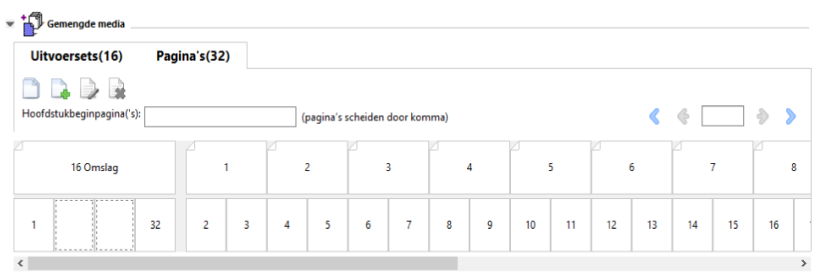 Gemengde media
Uitvoersets(16) Pagina's(32)
Hoofdstukbeginpagina('s): (pagina's scheiden door komma)
16 Omslag 1 2 3 4 5 6 7 8
1 32 2 3 4 5 6 7 8 9 10 11 12 13 14 15 16